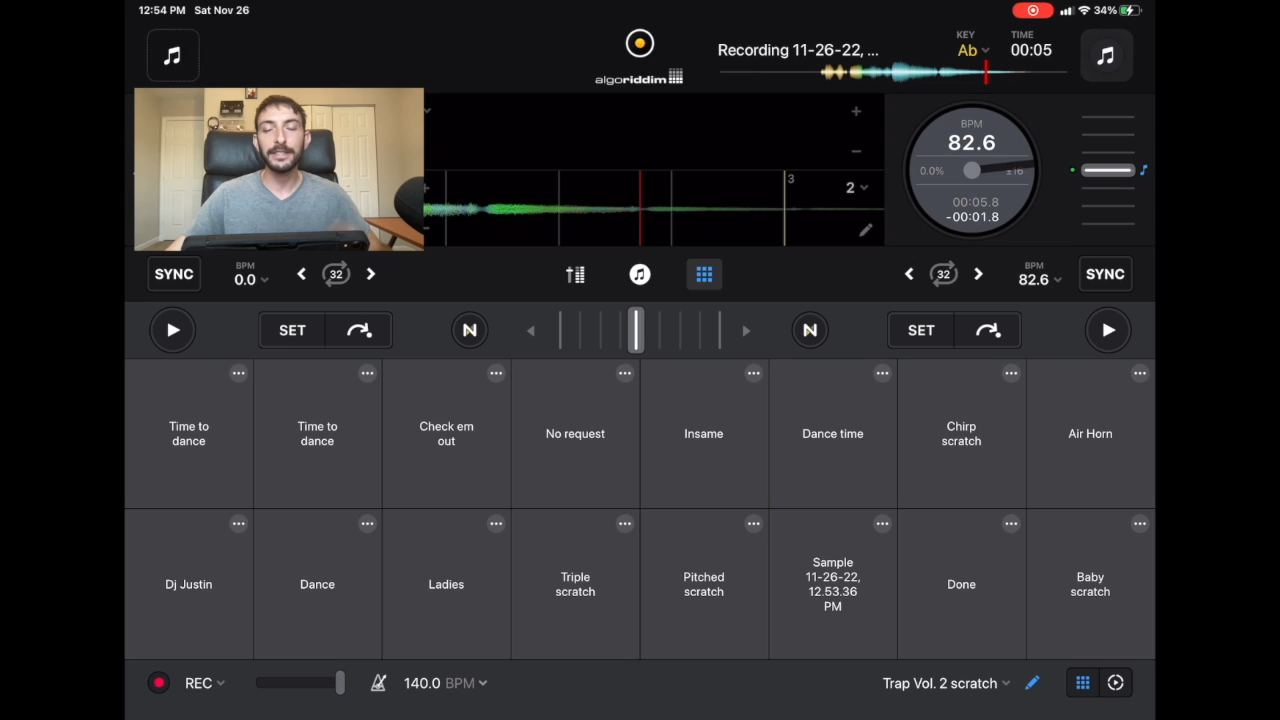 12:54 PM Sat Nov 26
34%
algoriddim
Recording 11-26-22, ...
KEY
Ab
TIME
00:05
BPM
82.6
0.0%
±16
00:05.8
-00:01.8
3
2
SYNC
BPM
0.0
32
32
BPM
82.6
SYNC
SET
N
N
SET
Time to
dance
Time to
dance
Check em
out
No request
Insame
Dance time
Chirp
scratch
Air Horn
Dj Justin
Dance
Ladies
Triple
scratch
Pitched
scratch
Sample
11-26-22,
12.53.36
PM
Done
Baby
scratch
REC
140.0 BPM
Trap Vol. 2 scratch